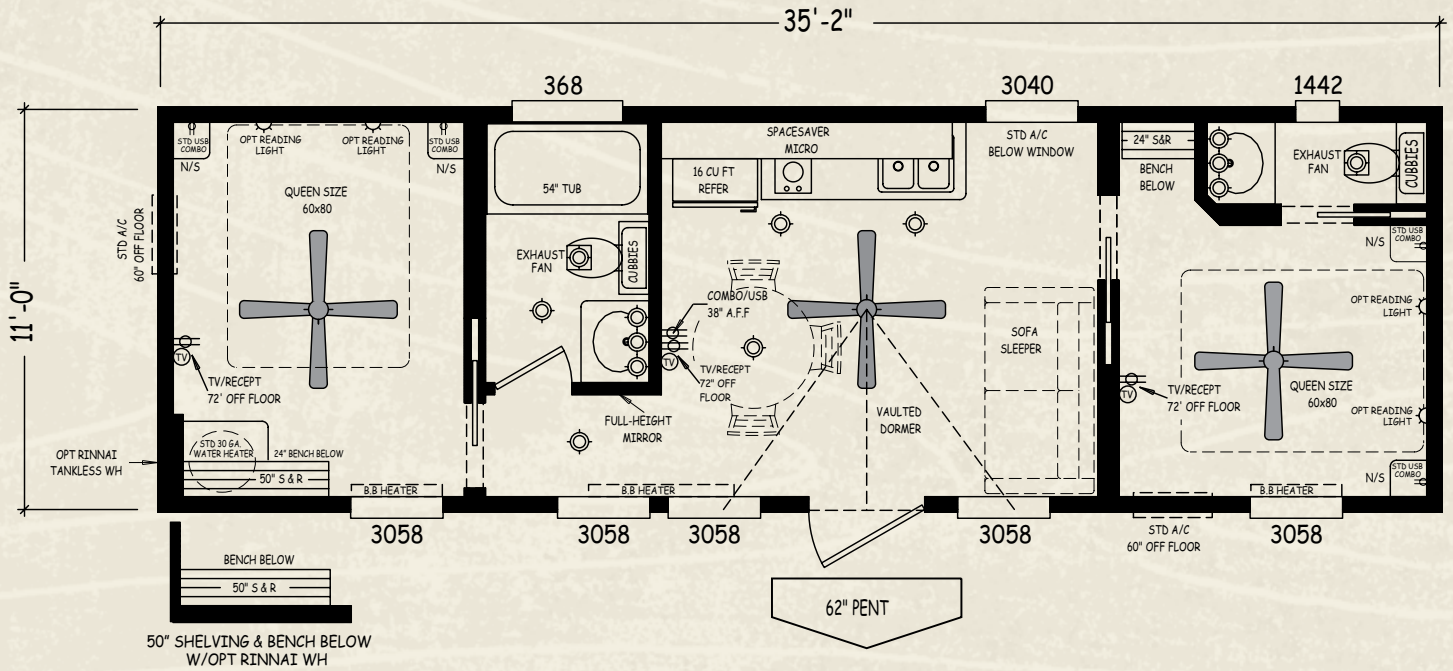 35'-2"
11'-0"
368
3040
1442
STD USB
COMBO
N/S
OPT READING
LIGHT
OPT READING
LIGHT
STD USB
COMBO
N/S
QUEEN SIZE
60x80
STD A/C
60" OFF FLOOR
TV
TV/RECEPT
72' OFF FLOOR
OPT RINNAI
TANKLESS WH
STD 30 GA.
WATER HEATER
24" BENCH BELOW
50" S & R
B.B HEATER
3058
54" TUB
EXHAUST
FAN
CUBBIES
FULL-HEIGHT
MIRROR
SPACESAVER
MICRO
16 CU FT
REFER
STD A/C
BELOW WINDOW
COMBO/USB
38" A.F.F
TV
TV/RECEPT
72" OFF
FLOOR
SOFA
SLEEPER
VAULTED
DORMER
B.B HEATER
3058
3058
3058
24" S&R
BENCH
BELOW
EXHAUST
FAN
CUBBIES
N/S
STD USB
COMBO
OPT READING
LIGHT
QUEEN SIZE
60x80
OPT READING
LIGHT
TV
TV/RECEPT
72' OFF FLOOR
N/S
STD USB
COMBO
B.B HEATER
3058
STD A/C
60" OFF FLOOR
62" PENT
BENCH BELOW
50" S & R
50" SHELVING & BENCH BELOW
W/OPT RINNAI WH